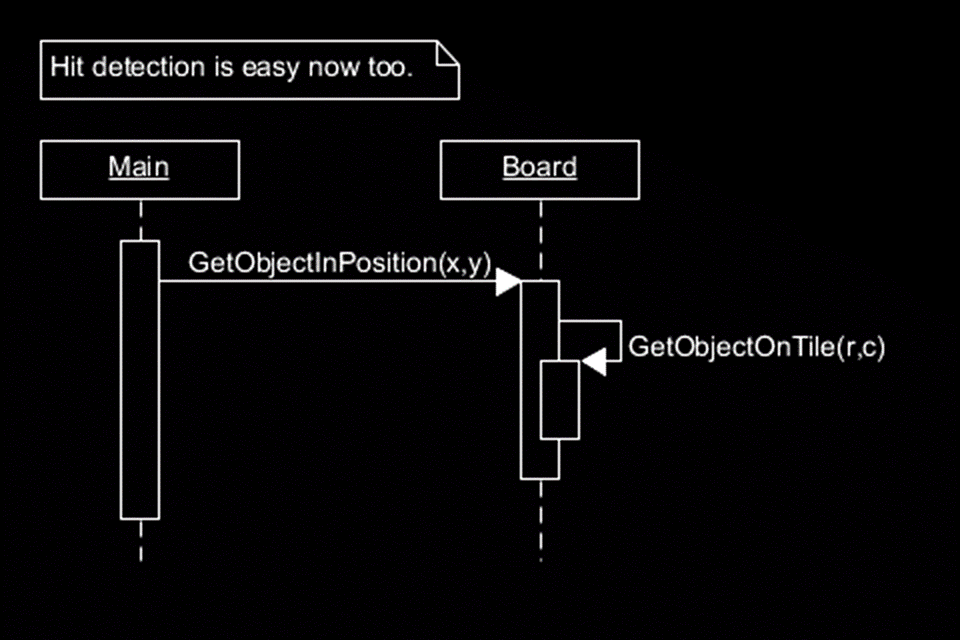 Hit detection is easy now too.
Main
Board
GetObjectInPosition(x,y)
GetObjectOnTile(r,c)